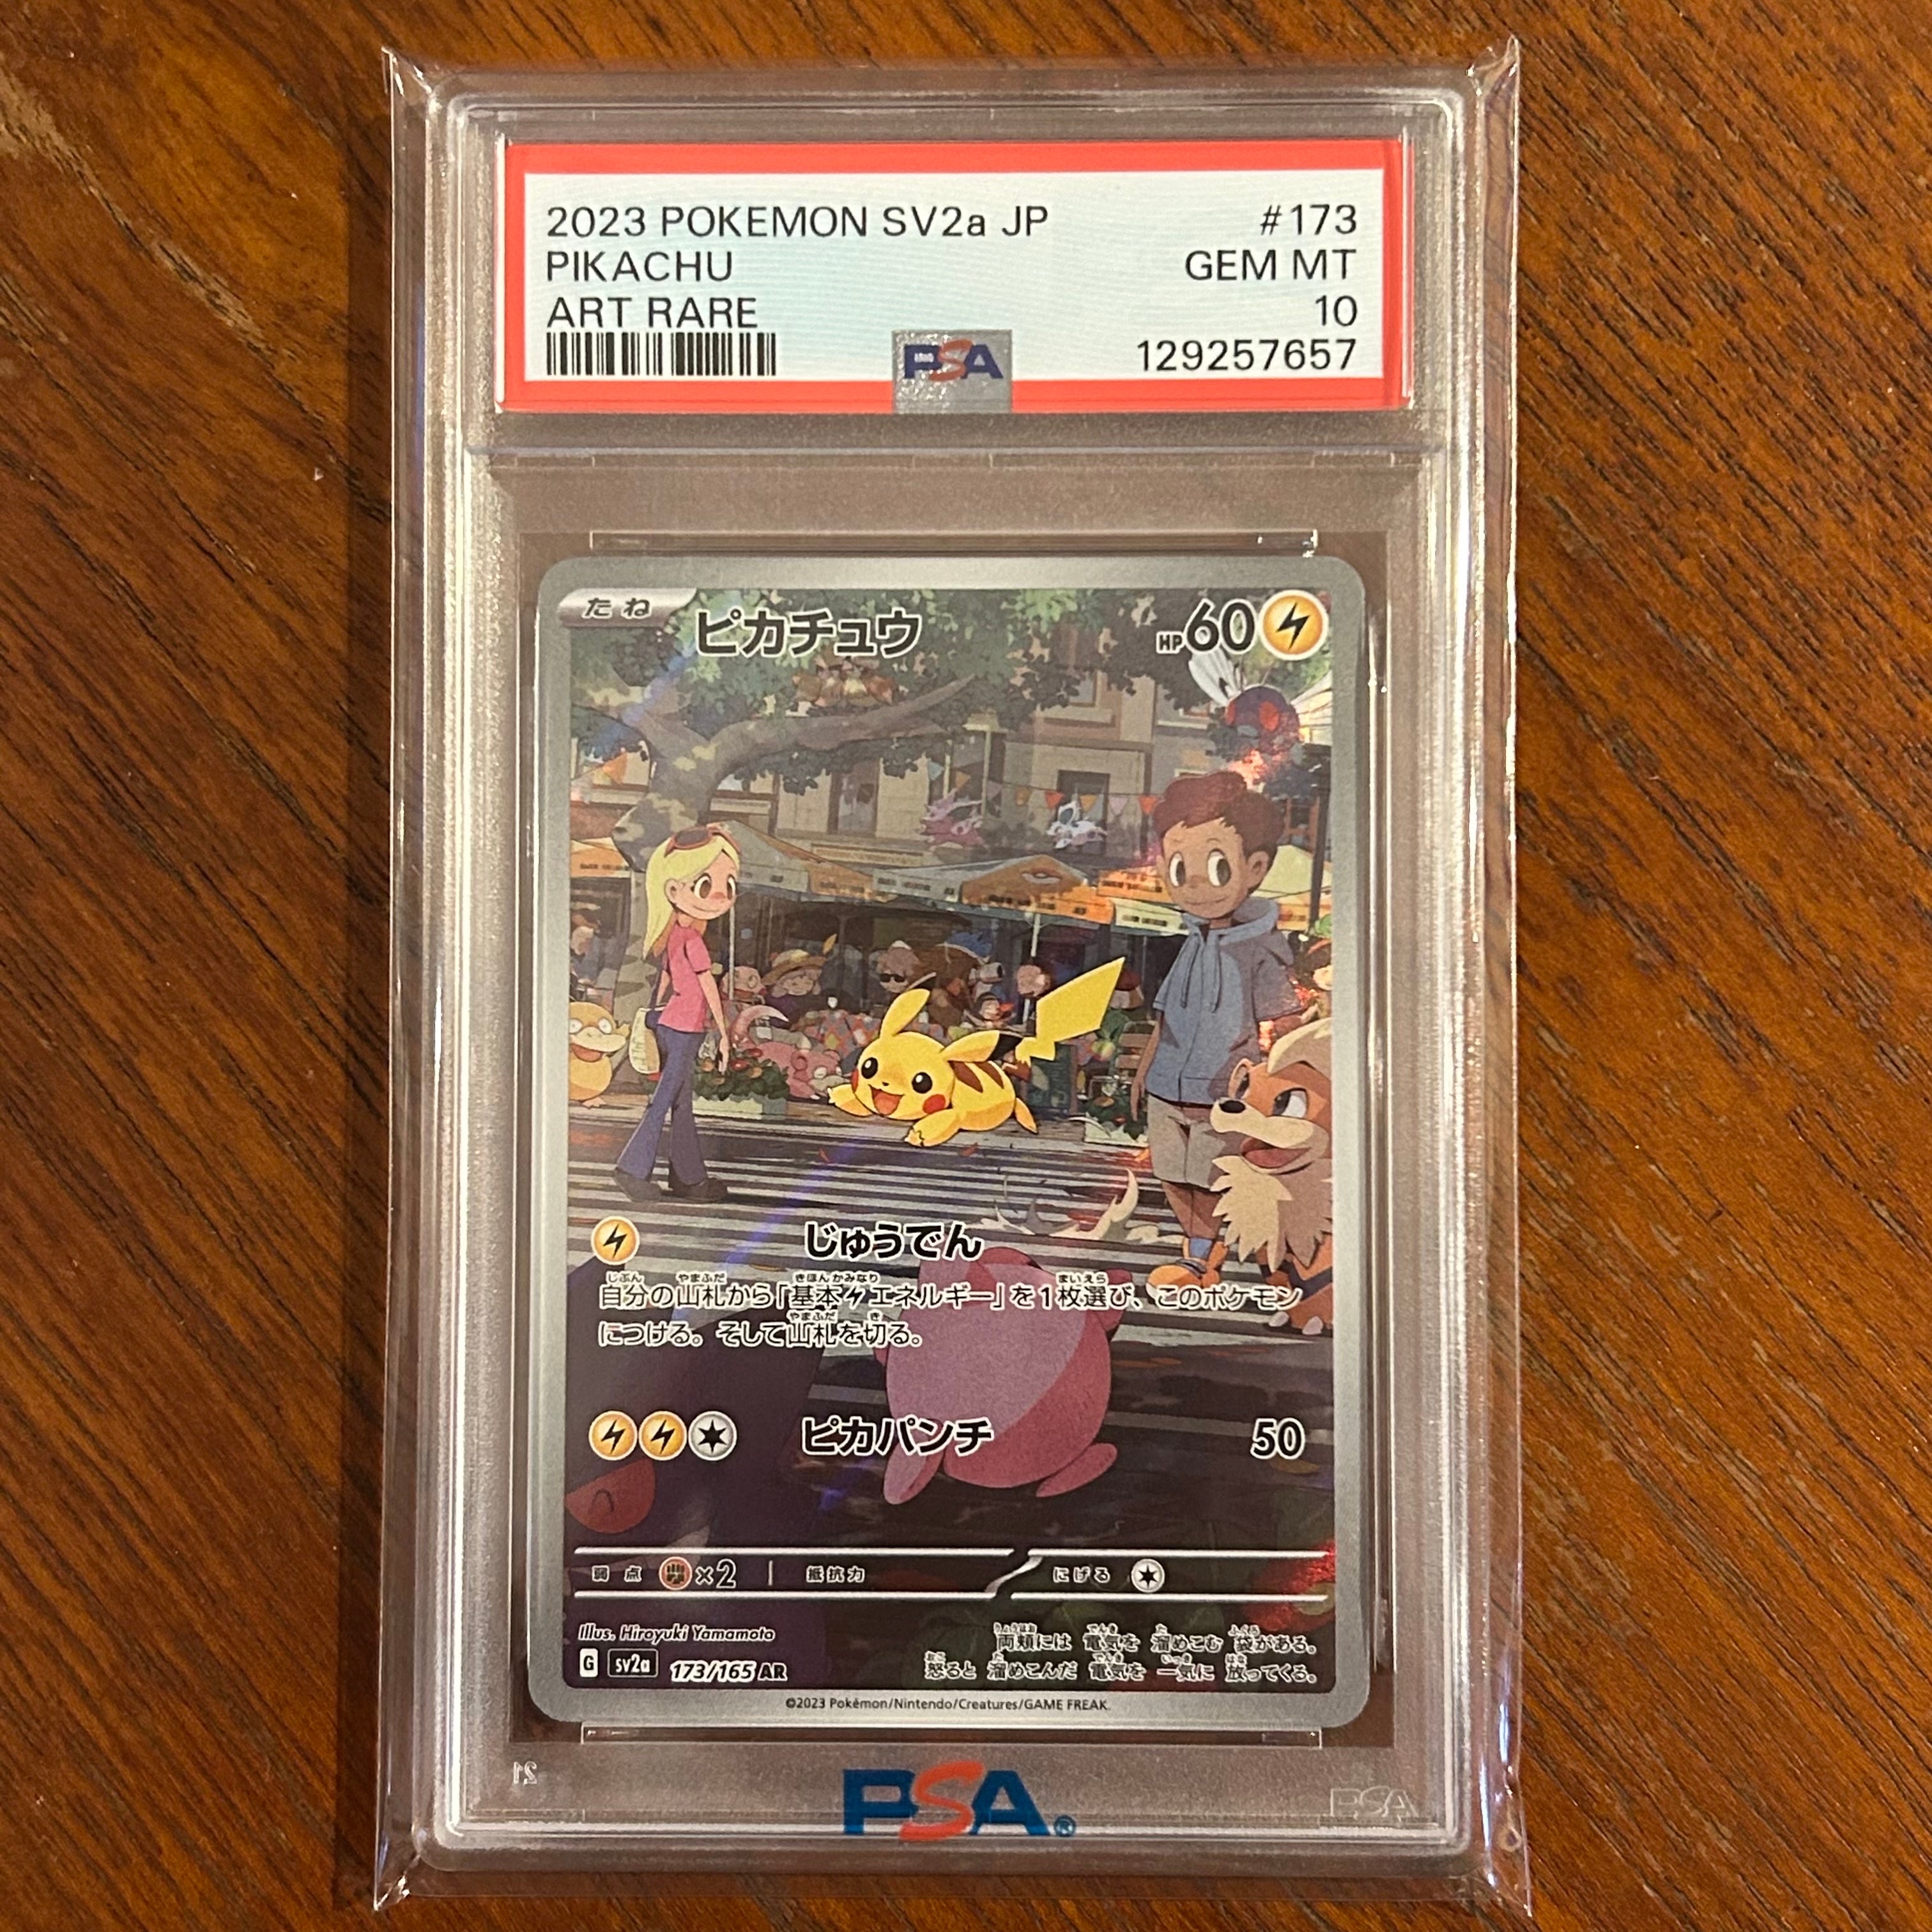 2023 POKEMON SV2a JP #173
PIKACHU GEM MT
ART RARE 10
PSA 129257657
たね ピカチュウ HP60
じゅうでん
自分の山札から「基本エネルギー」を1枚選び、このポケモン
につける。そして山札を切る。
ピカパンチ 50
弱点 ×2 抵抗力 にげる
Illus. Hiroyuki Yamamoto
両頬には 電気を 溜めこむ 袋がある。
G sv2a 173/165 AR
怒ると 溜めこんだ 電気を 一気に 放ってくる。
©2023 Pokémon/Nintendo/Creatures/GAME FREAK.
PSA®
PSA